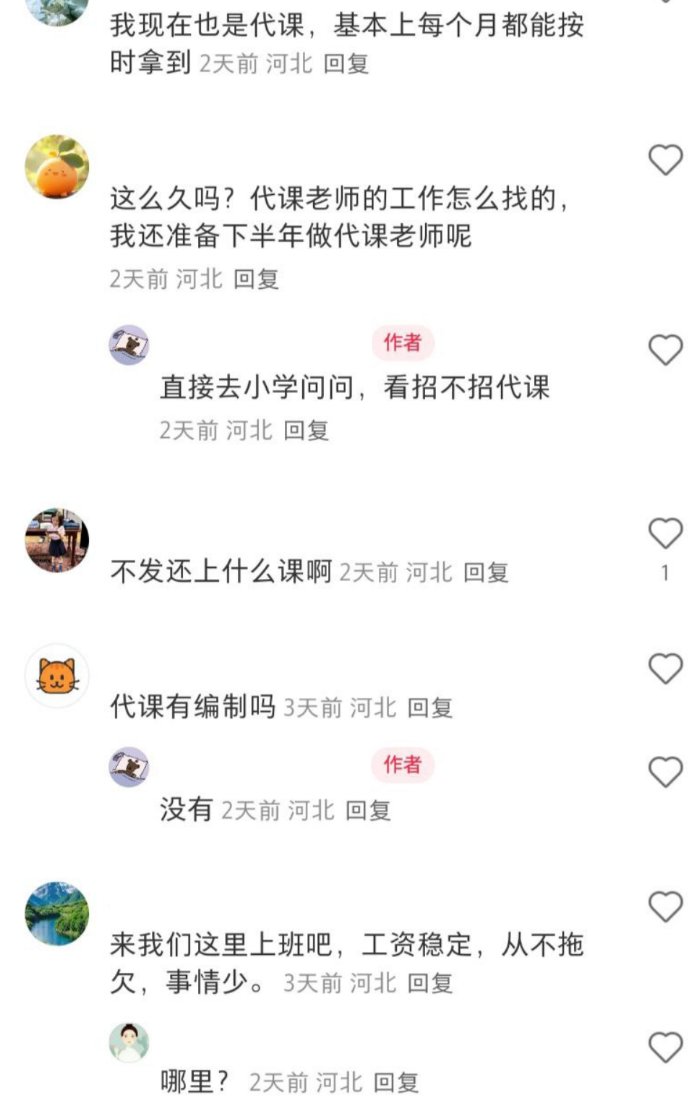 我现在也是代课，基本上每个月都能按
时拿到 2天前 河北 回复
这么久吗？代课老师的工作怎么找的，
我还准备下半年做代课老师呢
2天前 河北 回复
作者
直接去小学问问，看招不招代课
2天前 河北 回复
不发还上什么课啊 2天前 河北 回复
1
代课有编制吗 3天前 河北 回复
作者
没有 2天前 河北 回复
来我们这里上班吧，工资稳定，从不拖
欠，事情少。 3天前 河北 回复
哪里？ 2天前 河北 回复